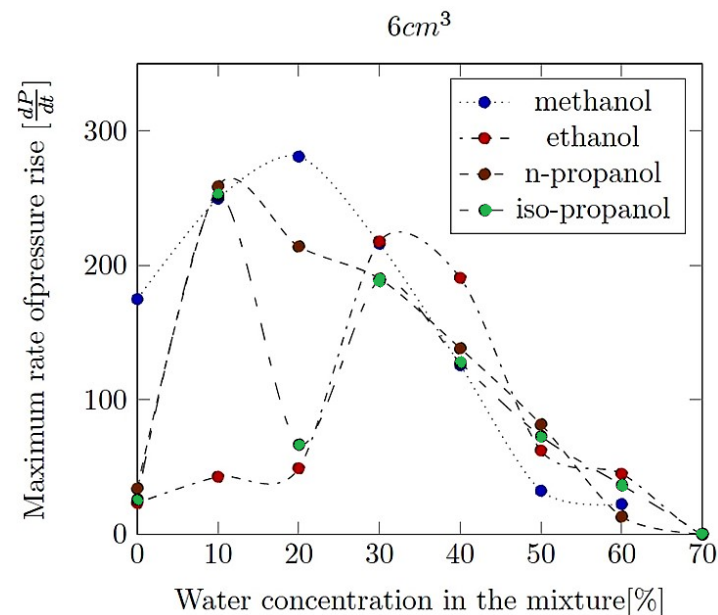 6cm³
Maximum rate ofpressure rise [dP/dt]
300
200
100
0
methanol
ethanol
n-propanol
iso-propanol
0 10 20 30 40 50 60 70
Water concentration in the mixture[%]